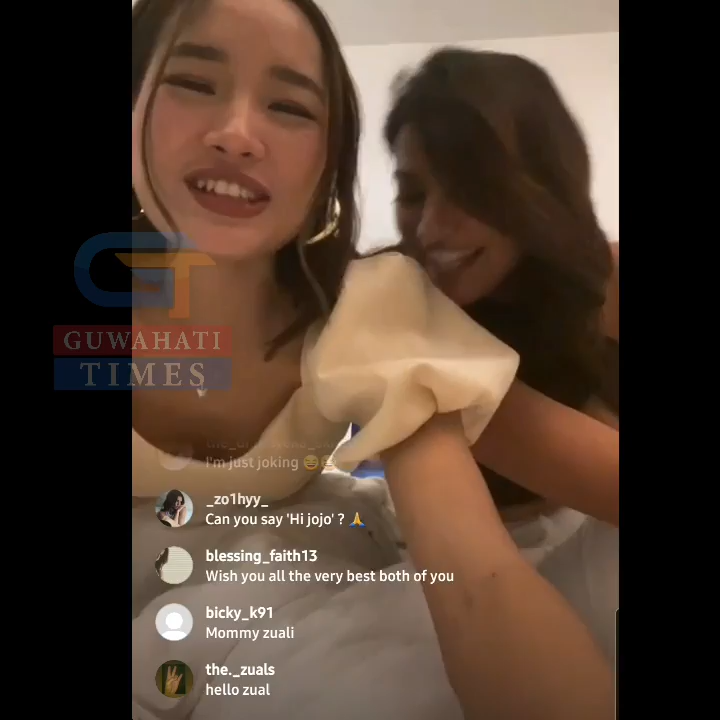 GT
GUWAHATI
TIMES
I'm just joking 😂😂
_zo1hyy_
Can you say 'Hi jojo' ? 🙏
blessing_faith13
Wish you all the very best both of you
bicky_k91
Mommy zuali
the._zuals
hello zual